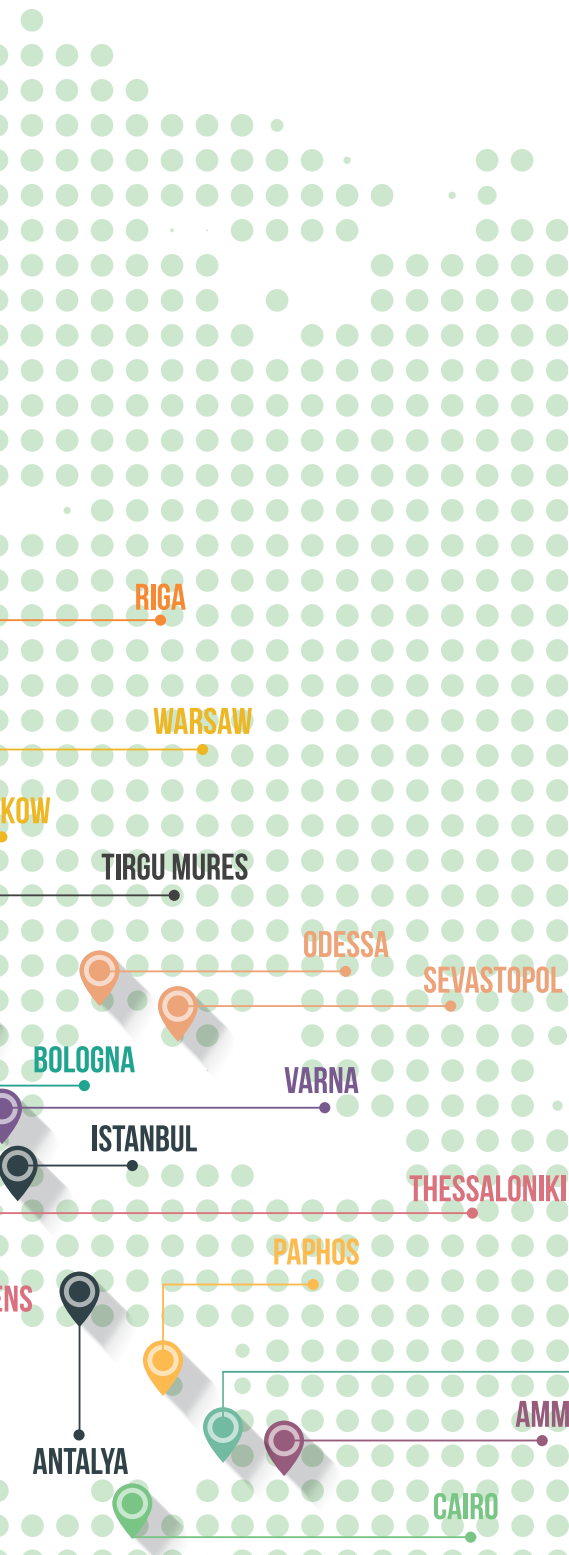 RIGA
WARSAW
KOW
TIRGU MURES
ODESSA
SEVASTOPOL
BOLOGNA
VARNA
ISTANBUL
THESSALONIKI
PAPHOS
ENS
AMM
ANTALYA
CAIRO